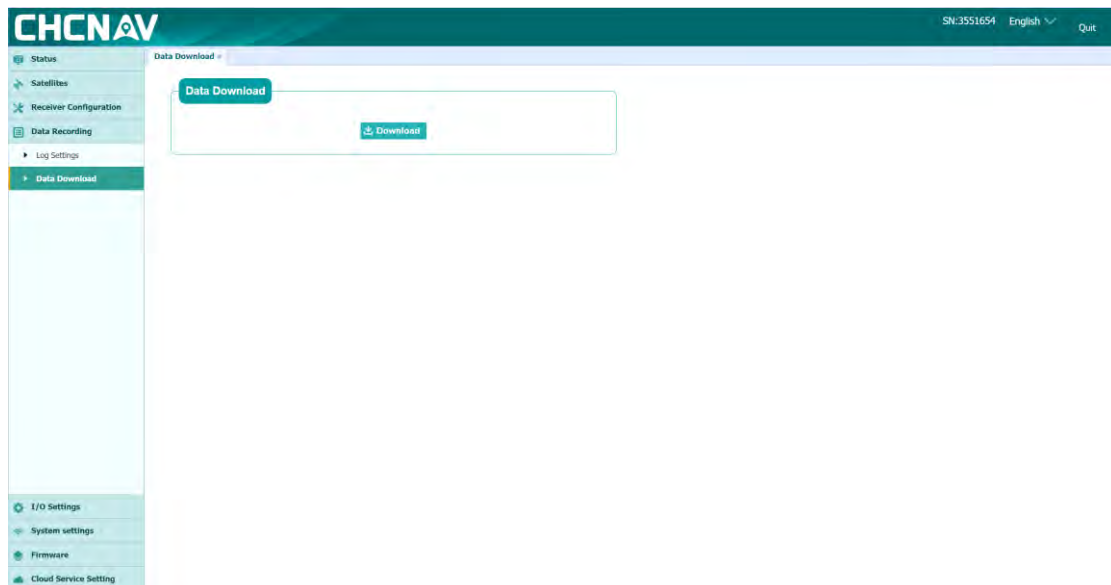 CHCNAV
SN:3551654 English Quit
Status
Satellites
Receiver Configuration
Data Recording
Log Settings
Data Download
I/O Settings
System settings
Firmware
Cloud Service Setting
Data Download ×
Data Download
Download